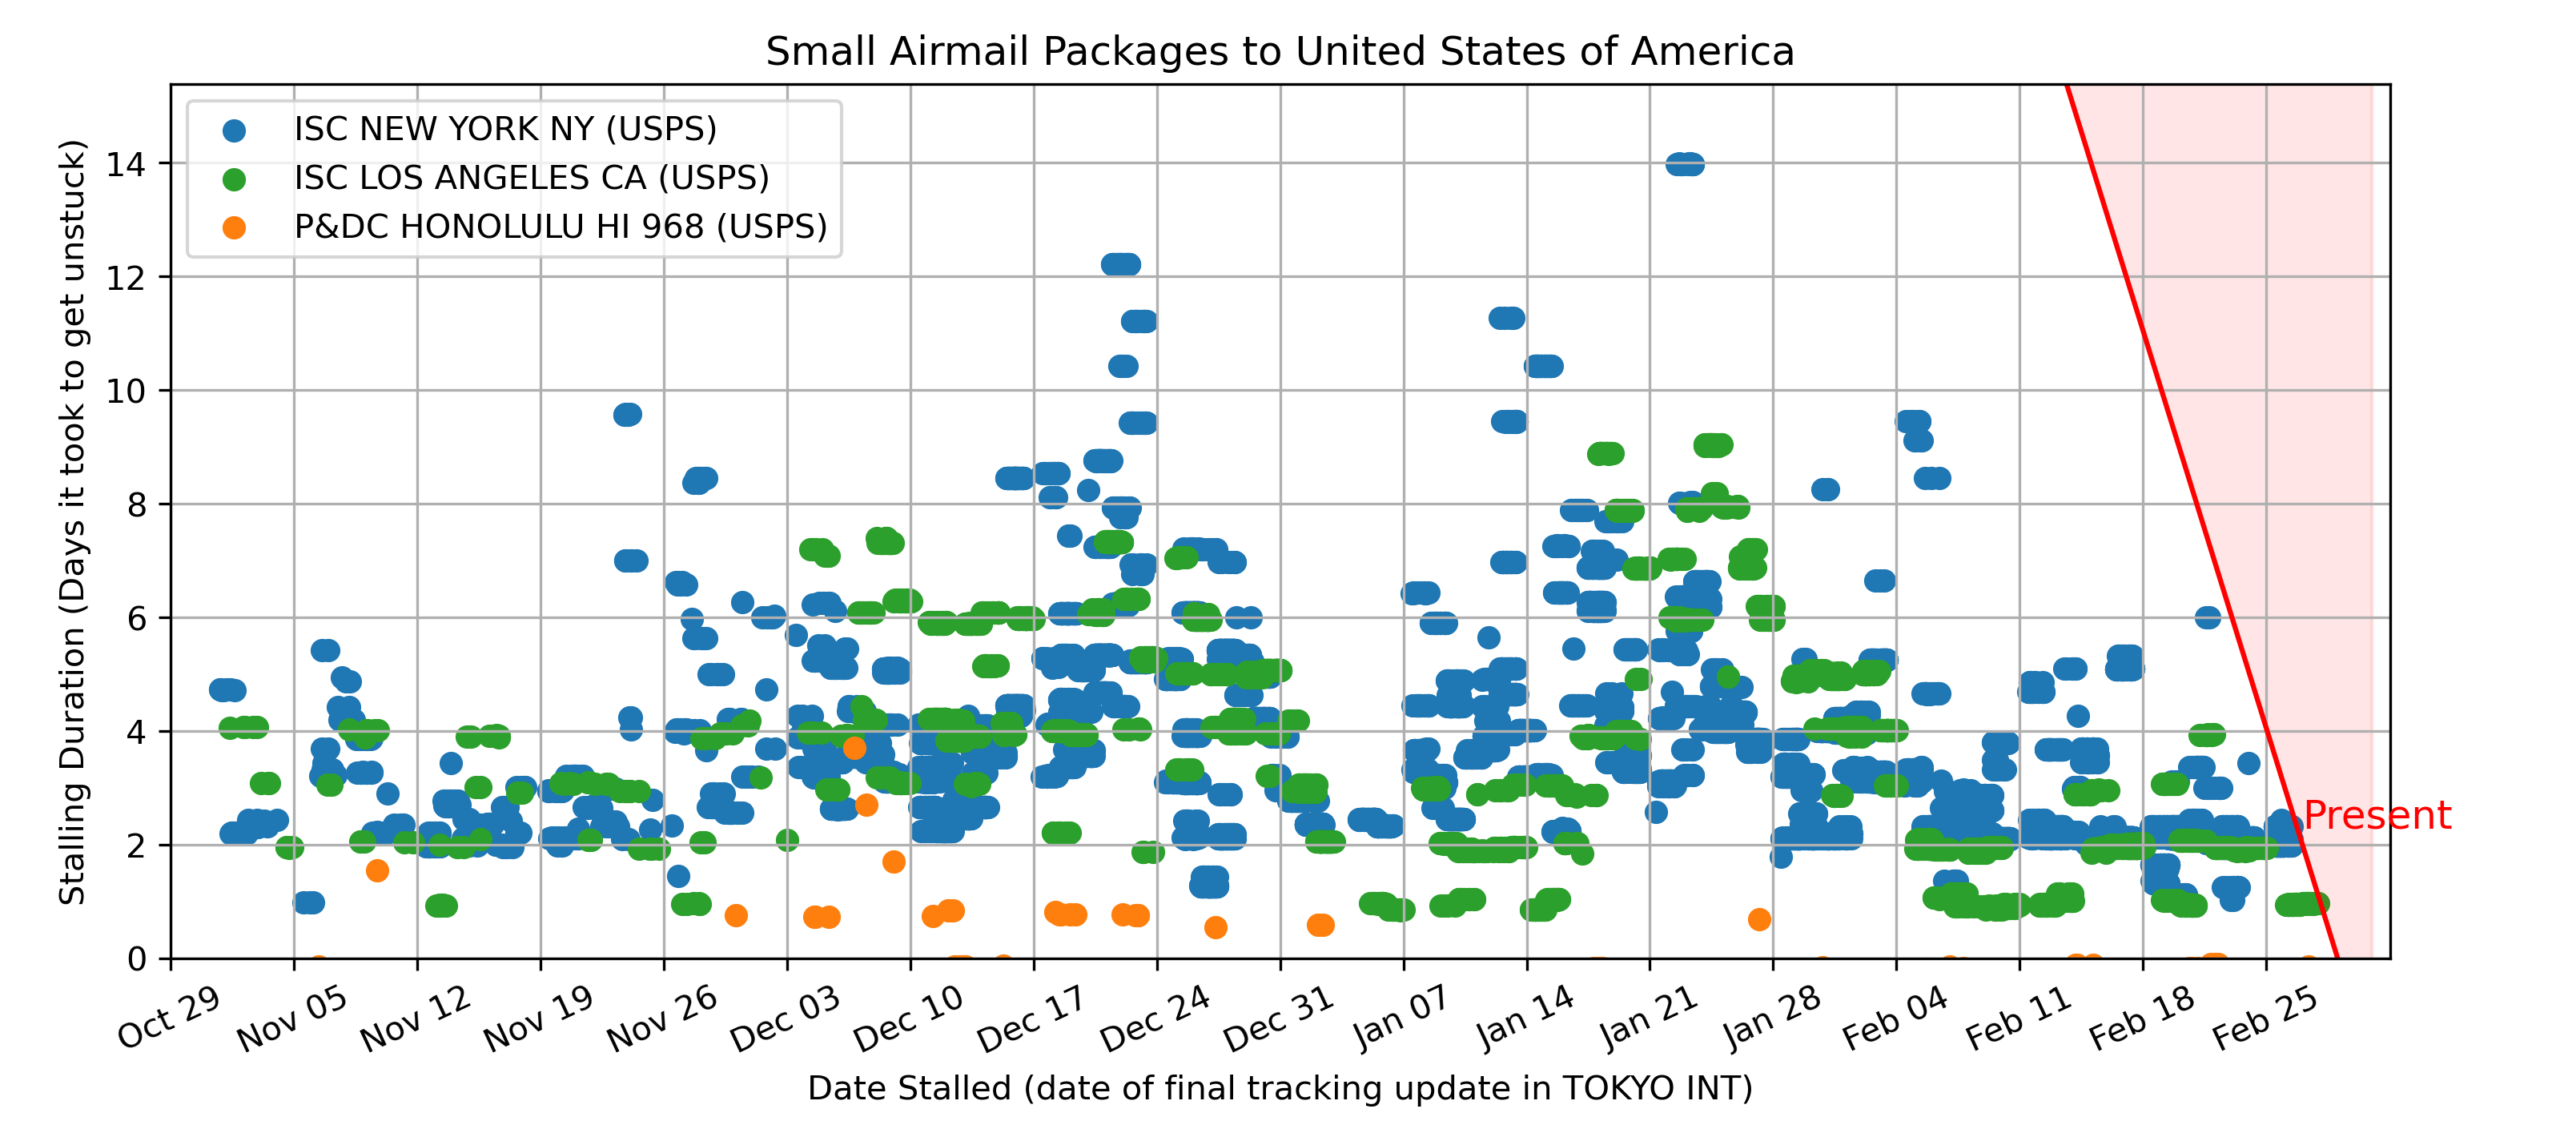 Small Airmail Packages to United States of America
ISC NEW YORK NY (USPS)
ISC LOS ANGELES CA (USPS)
P&DC HONOLULU HI 968 (USPS)
Stalling Duration (Days it took to get unstuck)
14
12
10
8
6
4
2
0
Present
Oct 29
Nov 05
Nov 12
Nov 19
Nov 26
Dec 03
Dec 10
Dec 17
Dec 24
Dec 31
Jan 07
Jan 14
Jan 21
Jan 28
Feb 04
Feb 11
Feb 18
Feb 25
Date Stalled (date of final tracking update in TOKYO INT)